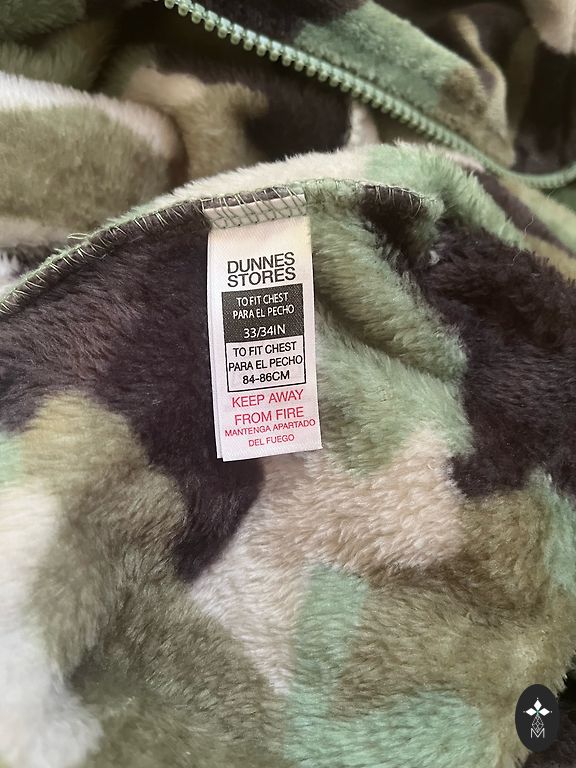 DUNNES
STORES
TO FIT CHEST
PARA EL PECHO
33/34IN
TO FIT CHEST
PARA EL PECHO
84-86CM
KEEP AWAY
FROM FIRE
MANTENGA APARTADO
DEL FUEGO
M